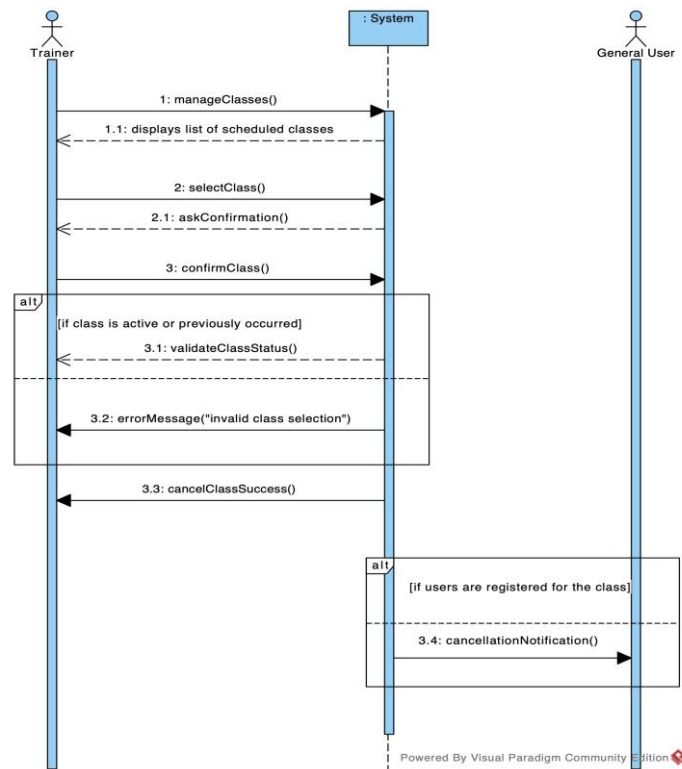 : System
Trainer
General User
1: manageClasses()
1.1: displays list of scheduled classes
2: selectClass()
2.1: askConfirmation()
3: confirmClass()
alt
[if class is active or previously occurred]
3.1: validateClassStatus()
3.2: errorMessage("invalid class selection")
3.3: cancelClassSuccess()
alt
[if users are registered for the class]
3.4: cancellationNotification()
Powered By Visual Paradigm Community Edition